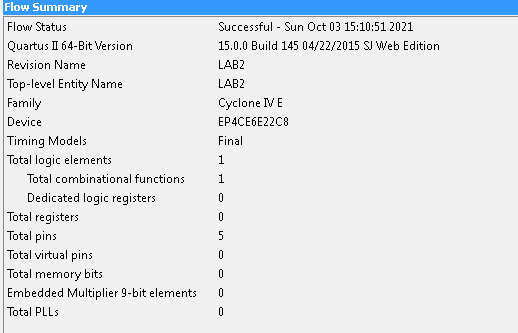 Flow Summary
Flow Status Successful - Sun Oct 03 15:10:51 2021
Quartus II 64-Bit Version 15.0.0 Build 145 04/22/2015 SJ Web Edition
Revision Name LAB2
Top-level Entity Name LAB2
Family Cyclone IV E
Device EP4CE6E22C8
Timing Models Final
Total logic elements 1
Total combinational functions 1
Dedicated logic registers 0
Total registers 0
Total pins 5
Total virtual pins 0
Total memory bits 0
Embedded Multiplier 9-bit elements 0
Total PLLs 0